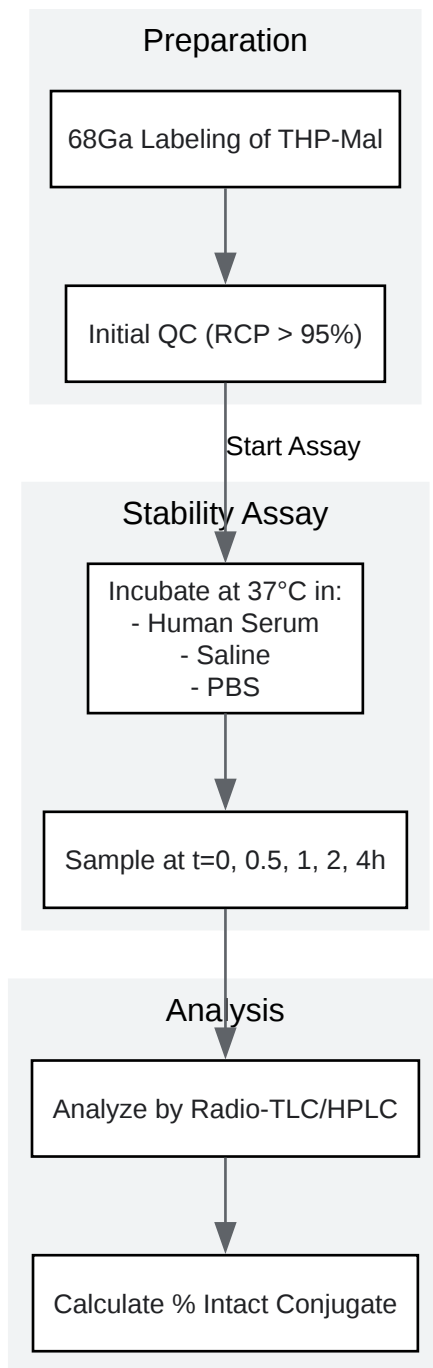 Preparation
68Ga Labeling of THP-Mal
Initial QC (RCP > 95%)
Start Assay
Stability Assay
Incubate at 37°C in:
- Human Serum
- Saline
- PBS
Sample at t=0, 0.5, 1, 2, 4h
Analysis
Analyze by Radio-TLC/HPLC
Calculate % Intact Conjugate